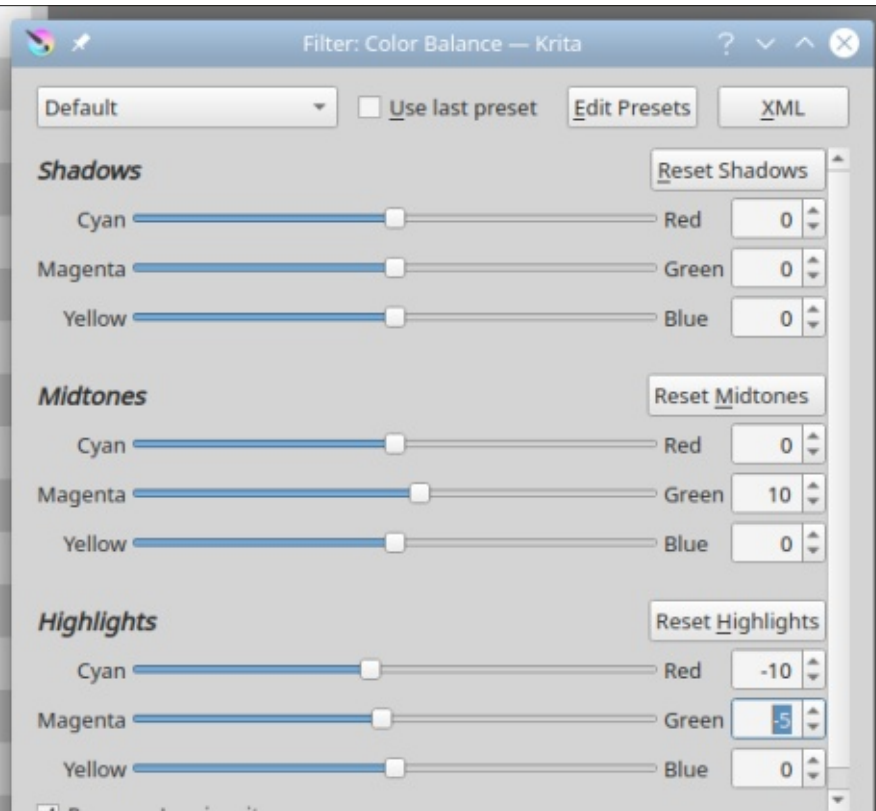 Filter: Color Balance — Krita
Default Use last preset Edit Presets XML
Shadows Reset Shadows
Cyan Red 0
Magenta Green 0
Yellow Blue 0
Midtones Reset Midtones
Cyan Red 0
Magenta Green 10
Yellow Blue 0
Highlights Reset Highlights
Cyan Red -10
Magenta Green -5
Yellow Blue 0